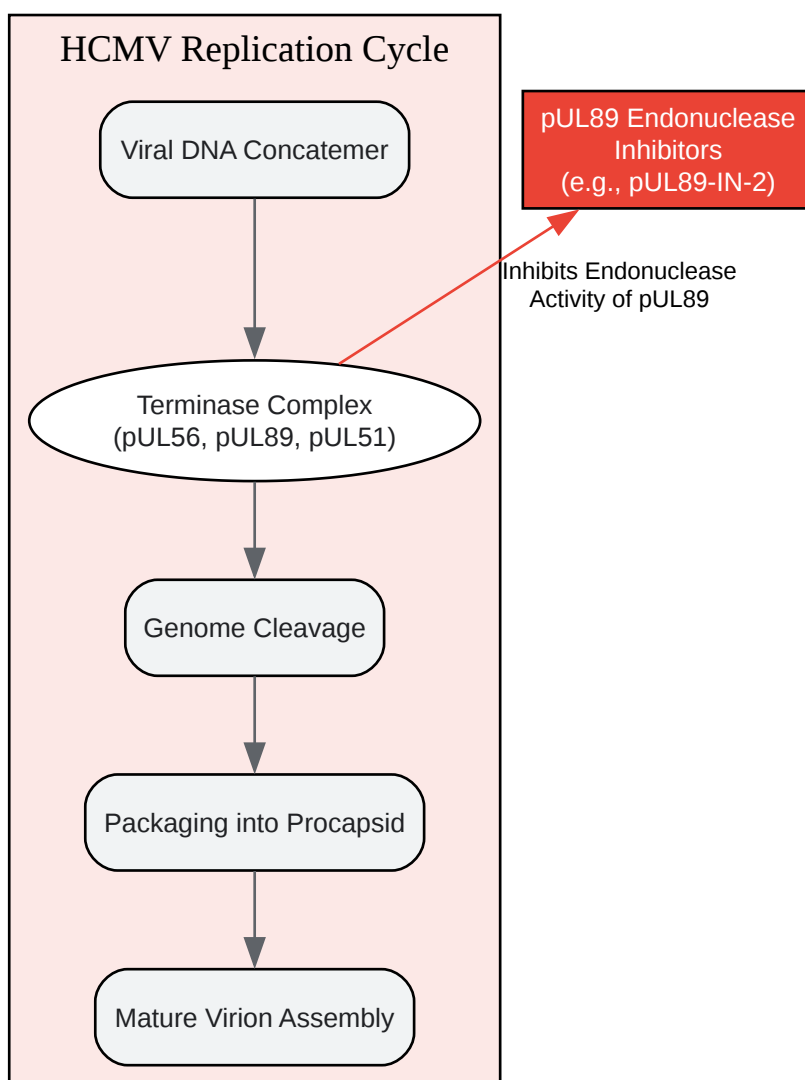 HCMV Replication Cycle
Viral DNA Concatemer
pUL89 Endonuclease
Inhibitors
(e.g., pUL89-IN-2)
Inhibits Endonuclease
Activity of pUL89
Terminase Complex
(pUL56, pUL89, pUL51)
Genome Cleavage
Packaging into Procapsid
Mature Virion Assembly